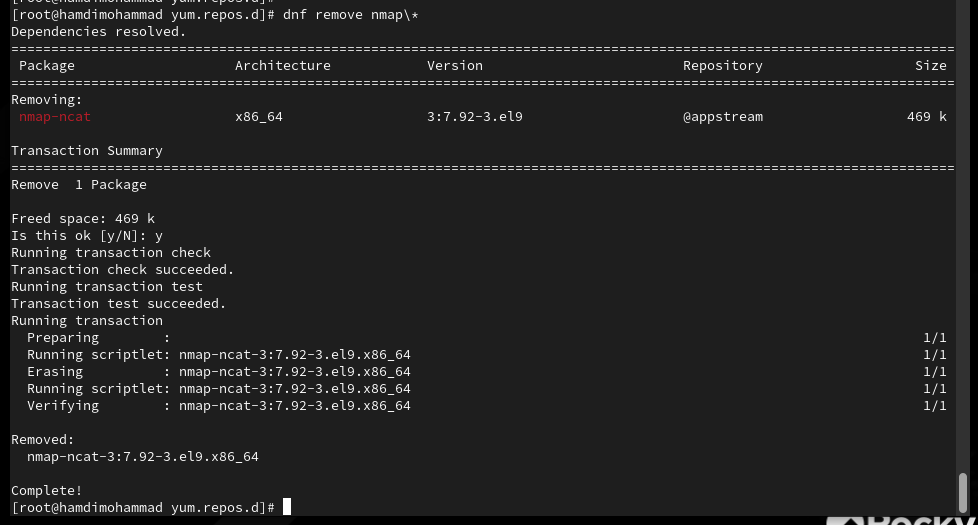 [root@hamdimohammad yum.repos.d]#
[root@hamdimohammad yum.repos.d]# dnf remove nmap\*
Dependencies resolved.
================================================================================
Package Architecture Version Repository Size
================================================================================
Removing:
nmap-ncat x86_64 3:7.92-3.el9 @appstream 469 k
Transaction Summary
================================================================================
Remove  1 Package
Freed space: 469 k
Is this ok [y/N]: y
Running transaction check
Transaction check succeeded.
Running transaction test
Transaction test succeeded.
Running transaction
Preparing : 1/1
Running scriptlet: nmap-ncat-3:7.92-3.el9.x86_64 1/1
Erasing : nmap-ncat-3:7.92-3.el9.x86_64 1/1
Running scriptlet: nmap-ncat-3:7.92-3.el9.x86_64 1/1
Verifying : nmap-ncat-3:7.92-3.el9.x86_64 1/1
Removed:
nmap-ncat-3:7.92-3.el9.x86_64
Complete!
[root@hamdimohammad yum.repos.d]#
Rocky